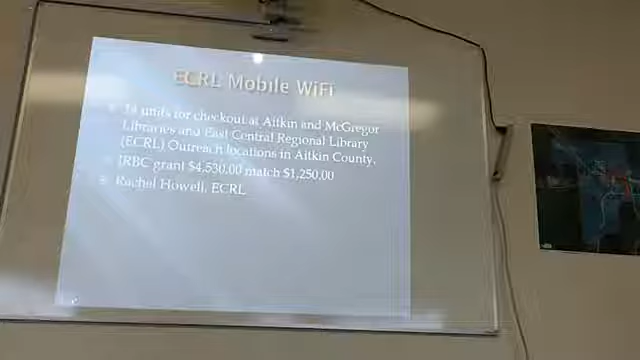 ECRL Mobile WiFi
14 units for checkout at Aitkin and McGregor
Libraries and East Central Regional Library
(ECRL) Outreach locations in Aitkin County.
IRBC grant $4,530.00 match $1,250.00
Rachel Howell, ECRL